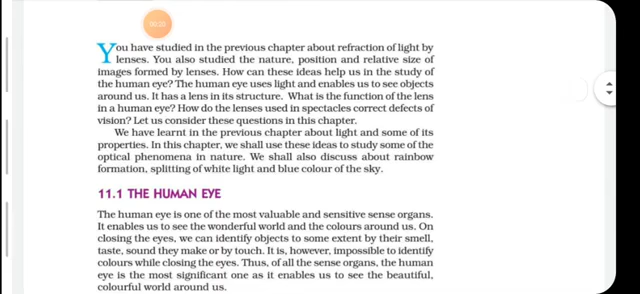 00:20
You have studied in the previous chapter about refraction of light by
lenses. You also studied the nature, position and relative size of
images formed by lenses. How can these ideas help us in the study of
the human eye? The human eye uses light and enables us to see objects
around us. It has a lens in its structure. What is the function of the lens
in a human eye? How do the lenses used in spectacles correct defects of
vision? Let us consider these questions in this chapter.
We have learnt in the previous chapter about light and some of its
properties. In this chapter, we shall use these ideas to study some of the
optical phenomena in nature. We shall also discuss about rainbow
formation, splitting of white light and blue colour of the sky.
11.1 THE HUMAN EYE
The human eye is one of the most valuable and sensitive sense organs.
It enables us to see the wonderful world and the colours around us. On
closing the eyes, we can identify objects to some extent by their smell,
taste, sound they make or by touch. It is, however, impossible to identify
colours while closing the eyes. Thus, of all the sense organs, the human
eye is the most significant one as it enables us to see the beautiful,
colourful world around us.